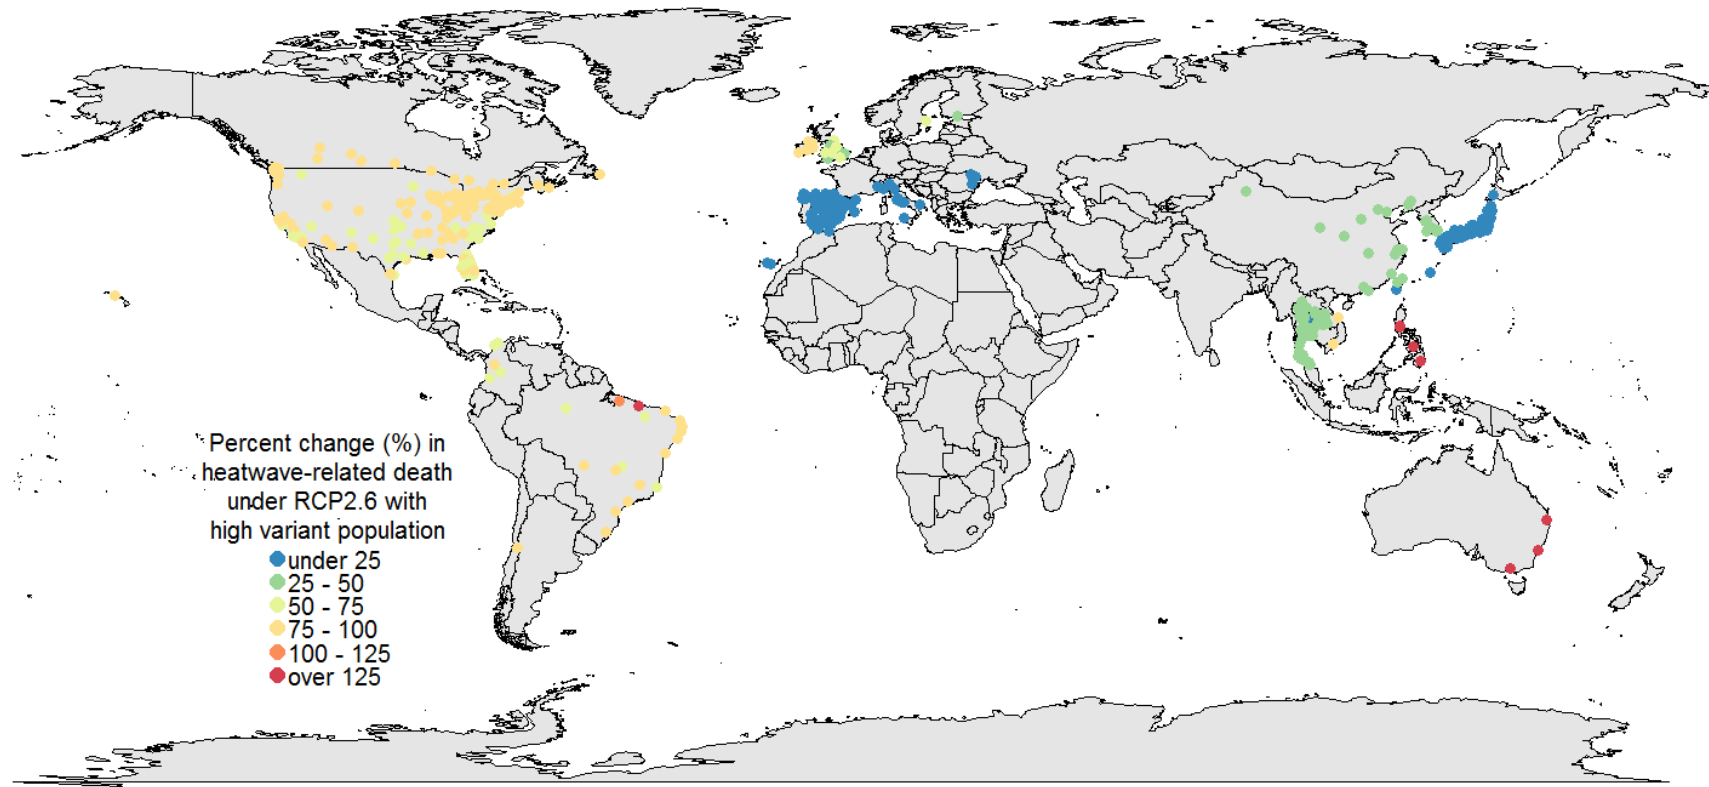 Percent change (%) in
heatwave-related death
under RCP2.6 with
high variant population
under 25
25 - 50
50 - 75
75 - 100
100 - 125
over 125